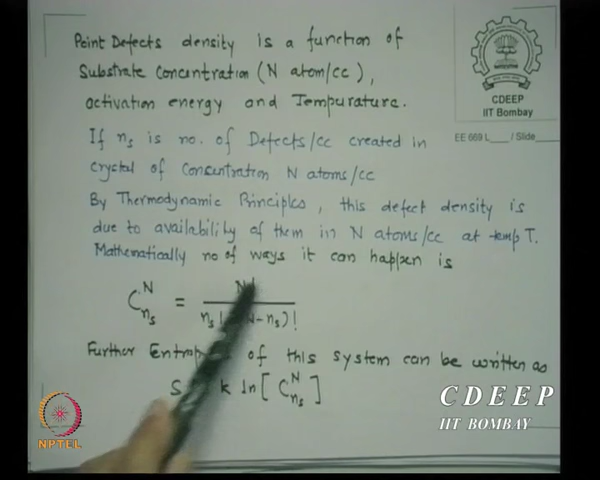 Point Defects density is a function of
Substrate Concentration (N atom/cc),
activation energy and Tempurature.
If ns is no. of Defects/cc created in
crystal of Concentration N atoms/cc
By Thermodynamic Principles, this defect density is
due to availability of them in N atoms/cc at temp T.
Mathematically no of ways it can happen is
C^N_ns = N! / ns! (N-ns)!
Further Entropy of this system can be written as
S = k ln [ C^N_ns ]
CDEEP
IIT Bombay
EE 669 L____/ Slide____
NPTEL
CDEEP
IIT BOMBAY